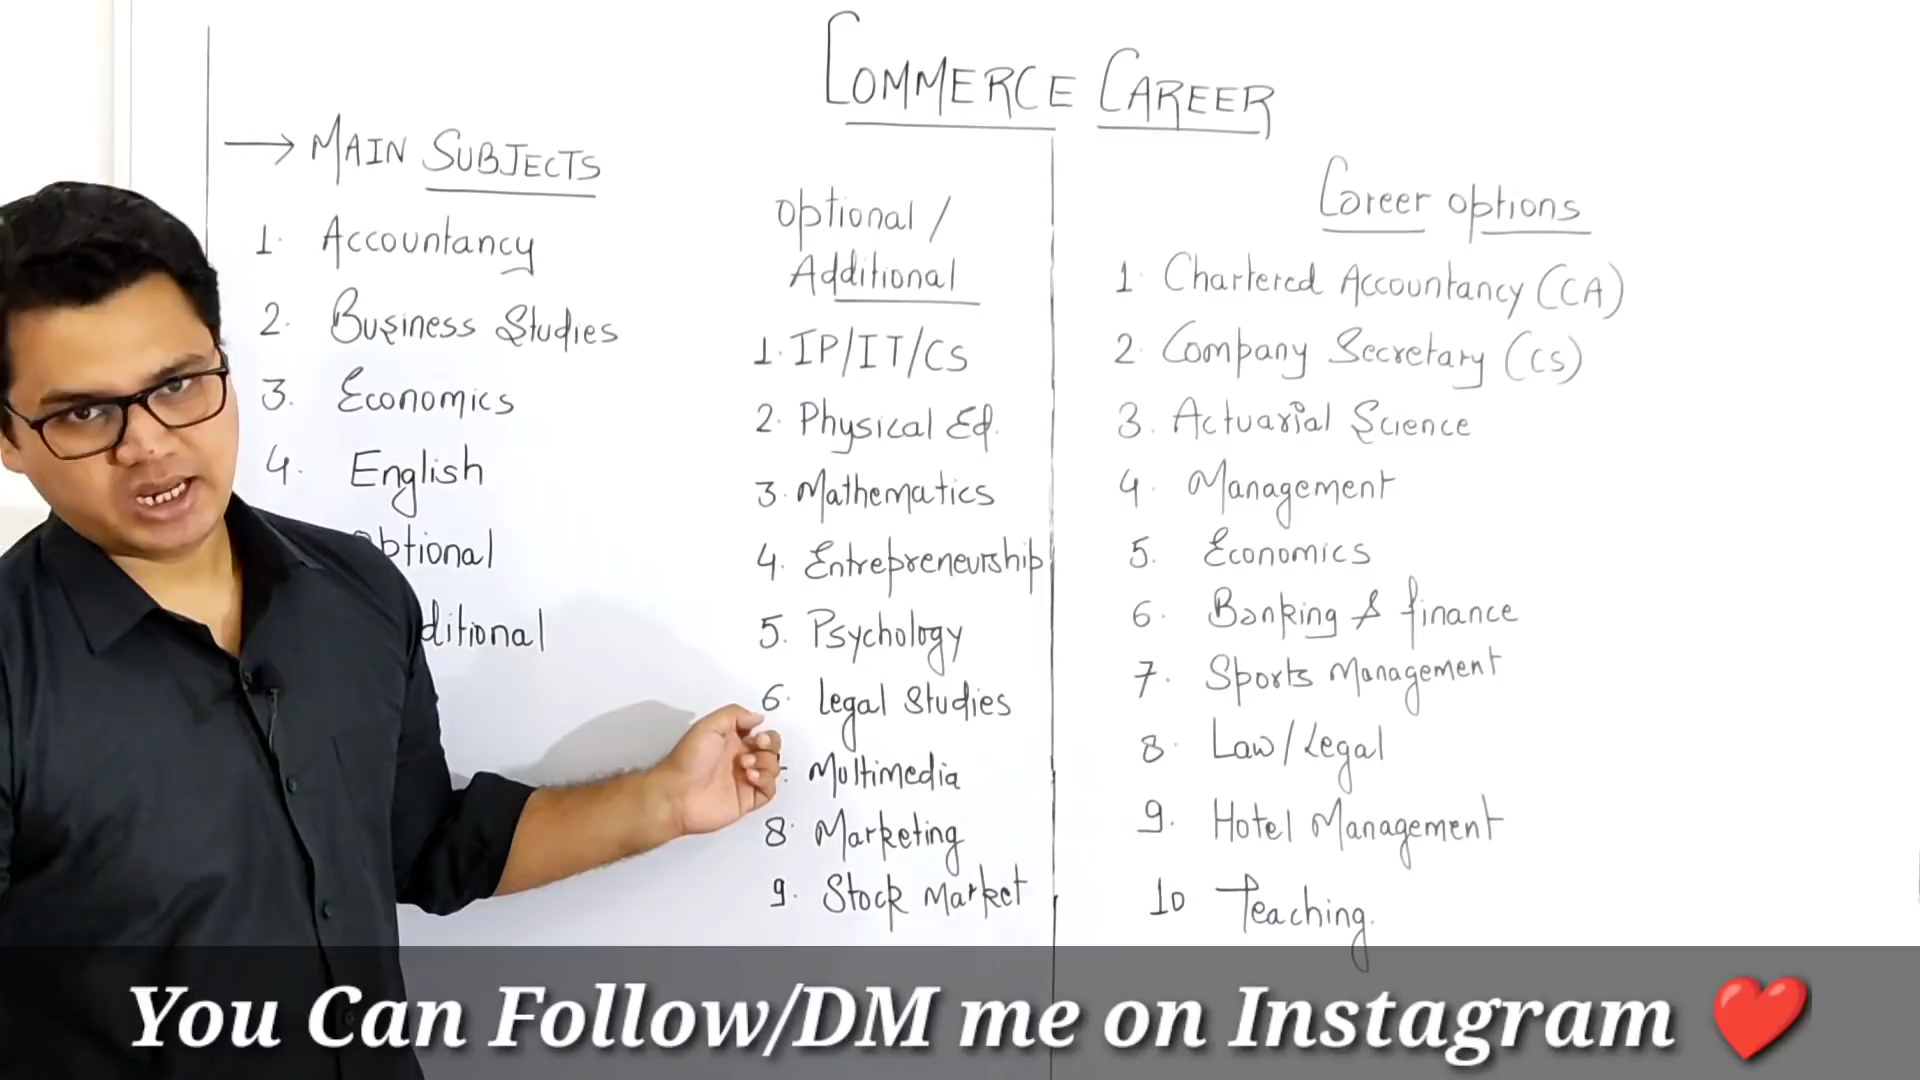 COMMERCE CAREER
→ MAIN SUBJECTS
1. Accountancy
2. Business Studies
3. Economics
4. English
optional / Additional
1. IP/IT/CS
2. Physical Ed.
3. Mathematics
4. Entrepreneurship
5. Psychology
6. Legal Studies
Multimedia
8. Marketing
9. Stock Market
Career options
1. Chartered Accountancy (CA)
2. Company Secretary (CS)
3. Actuarial Science
4. Management
5. Economics
6. Banking & finance
7. Sports Management
8. Law/Legal
9. Hotel Management
10 Teaching.
You Can Follow/DM me on Instagram ❤️